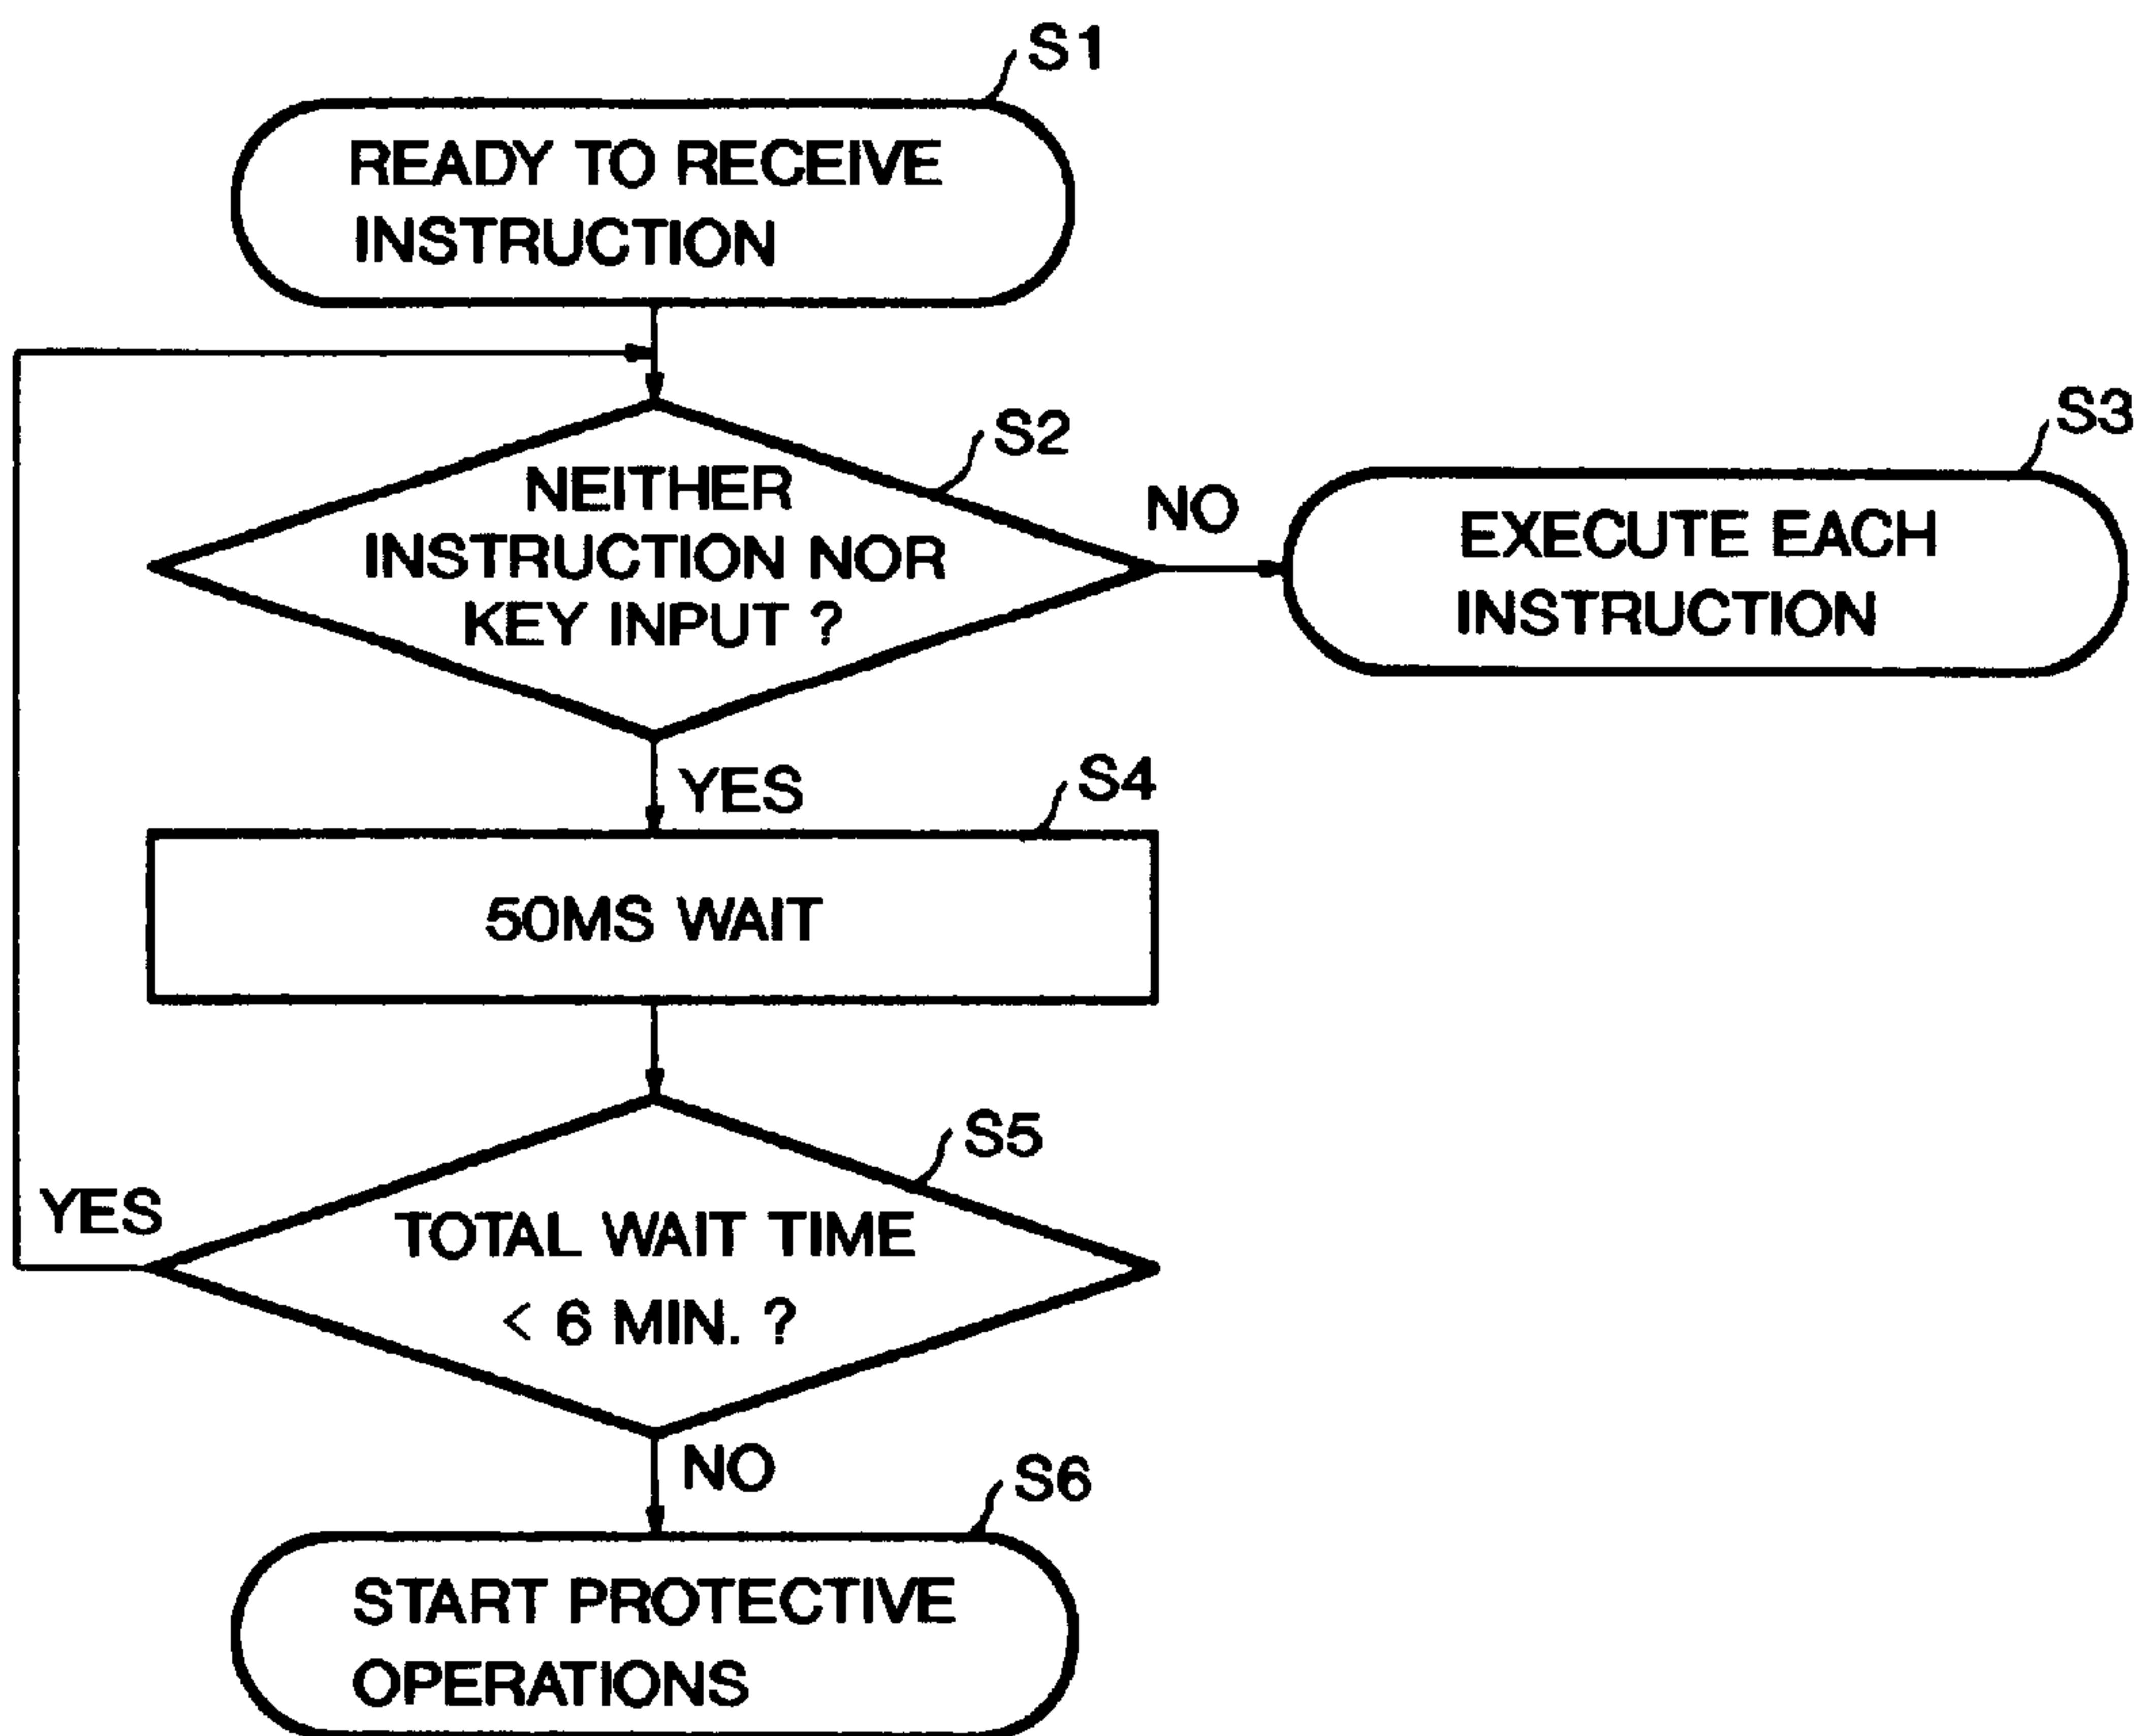 S1
READY TO RECEIVE
INSTRUCTION
S2
NEITHER
INSTRUCTION NOR
KEY INPUT ?
NO
S3
EXECUTE EACH
INSTRUCTION
YES
S4
50MS WAIT
S5
YES
TOTAL WAIT TIME
< 6 MIN. ?
NO
S6
START PROTECTIVE
OPERATIONS